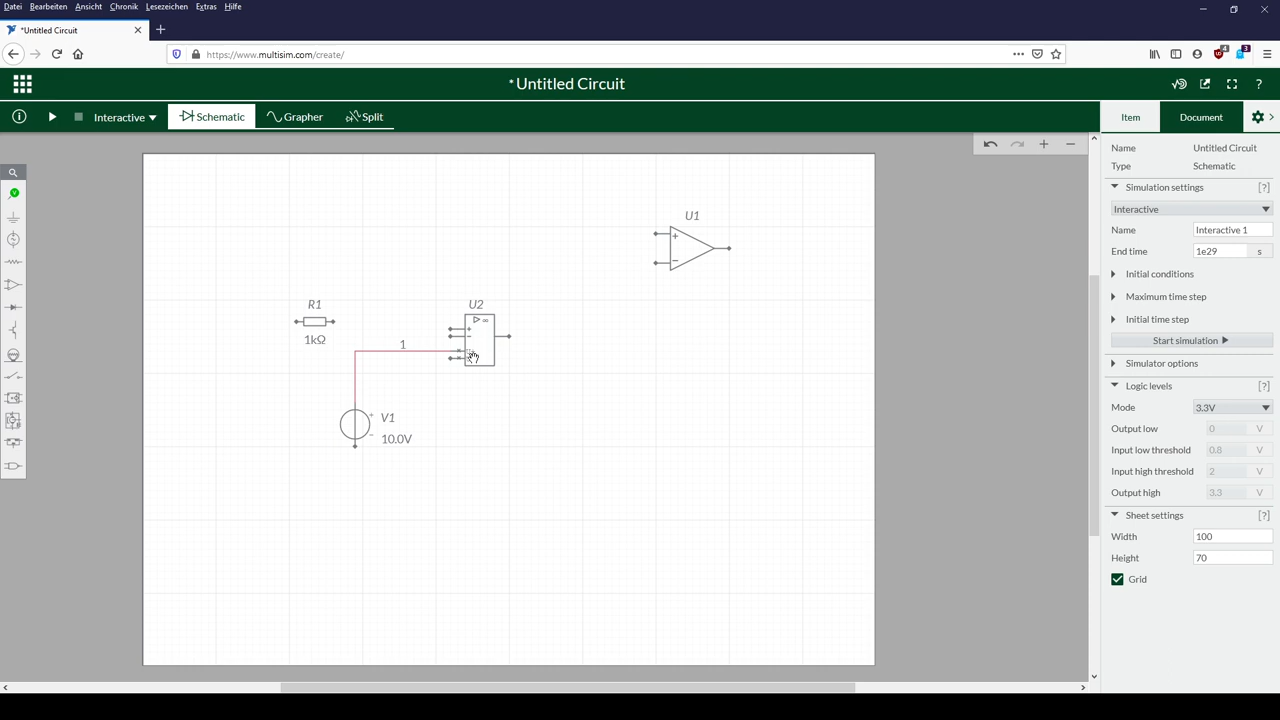 Datei Bearbeiten Ansicht Chronik Lesezeichen Extras Hilfe
*Untitled Circuit
https://www.multisim.com/create/
*Untitled Circuit
Interactive
Schematic
Grapher
Split
Item
Document
Name Untitled Circuit
Type Schematic
Simulation settings [?]
Interactive
Name Interactive 1
End time 1e29 s
Initial conditions
Maximum time step
Initial time step
Start simulation
Simulator options
Logic levels [?]
Mode 3.3V
Output low 0 V
Input low threshold 0.8 V
Input high threshold 2 V
Output high 3.3 V
Sheet settings [?]
Width 100
Height 70
Grid
U1
+
−
R1
1kΩ
U2
∞
+
−
1
V1
+
−
10.0V